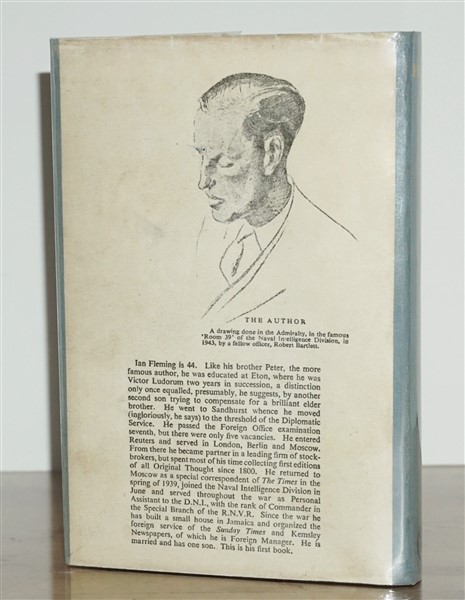 THE AUTHOR
A drawing done in the Admiralty, in the famous
'Room 39' of the Naval Intelligence Division, in
1943, by a fellow officer, Robert Bartlett.
Ian Fleming is 44. Like his brother Peter, the more
famous author, he was educated at Eton, where he was
Victor Ludorum two years in succession, a distinction
only once equalled, presumably, he suggests, by another
second son trying to compensate for a brilliant elder
brother. He went to Sandhurst whence he moved
(ingloriously, he says) to the threshold of the Diplomatic
Service. He passed the Foreign Office examination
seventh, but there were only five vacancies. He entered
Reuters and served in London, Berlin and Moscow.
From there he became partner in a leading firm of stock-
brokers, but spent most of his time collecting first editions
of all Original Thought since 1800. He returned to
Moscow as a special correspondent of The Times in the
spring of 1939, joined the Naval Intelligence Division in
June and served throughout the war as Personal
Assistant to the D.N.I., with the rank of Commander in
the Special Branch of the R.N.V.R. Since the war he
has built a small house in Jamaica and organized the
foreign service of the Sunday Times and Kemsley
Newspapers, of which he is Foreign Manager. He is
married and has one son. This is his first book.